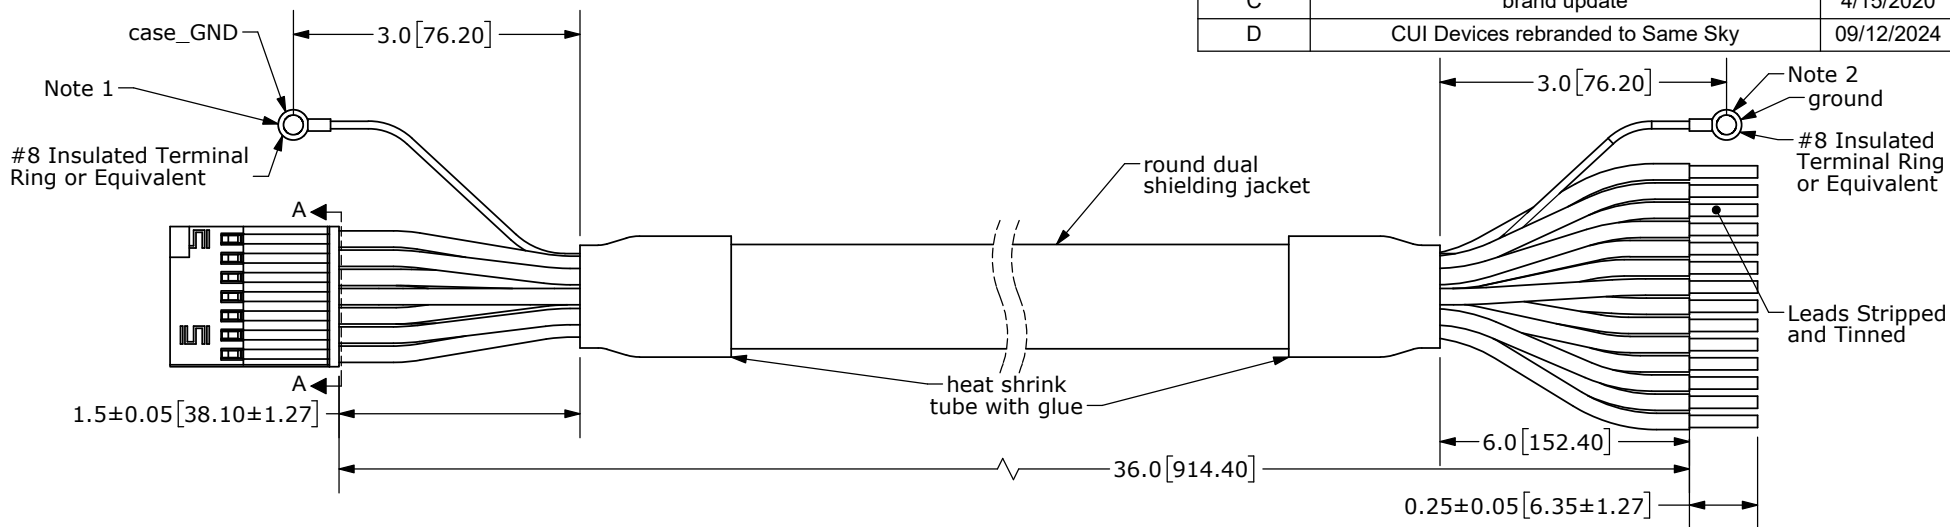 C brand update 4/15/2020
D CUI Devices rebranded to Same Sky 09/12/2024
case_GND
3.0[76.20]
Note 1
#8 Insulated Terminal
Ring or Equivalent
3.0[76.20]
Note 2
ground
#8 Insulated
Terminal Ring
or Equivalent
round dual
shielding jacket
A
A
Leads Stripped
and Tinned
heat shrink
tube with glue
1.5±0.05[38.10±1.27]
6.0[152.40]
36.0[914.40]
0.25±0.05[6.35±1.27]